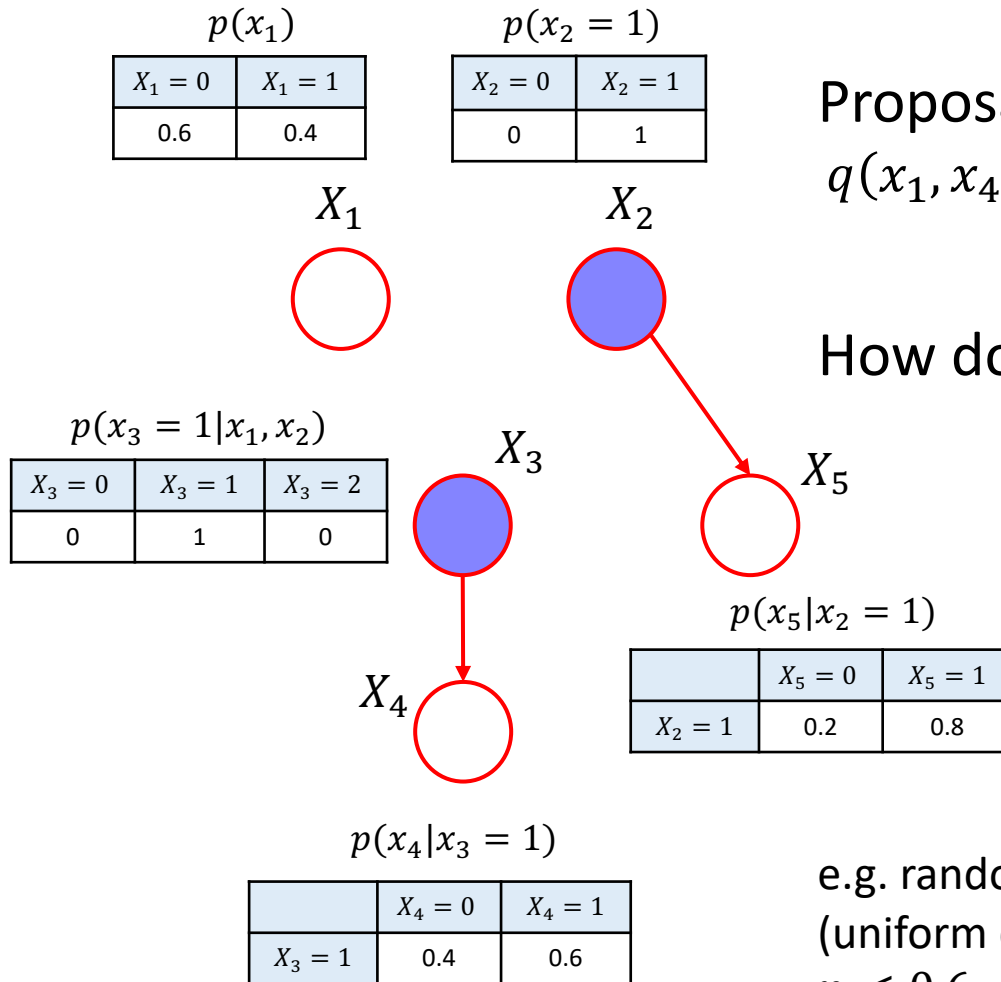 p(x₁)
X₁ = 0 X₁ = 1
0.6 0.4
p(x₂ = 1)
X₂ = 0 X₂ = 1
0 1
q(x₁, x₄
X₁
X₂
How do
p(x₃ = 1|x₁, x₂)
X₃ = 0 X₃ = 1 X₃ = 2
0 1 0
X₃
X₅
p(x₅|x₂ = 1)
X₅ = 0 X₅ = 1
X₂ = 1 0.2 0.8
X₄
p(x₄|x₃ = 1)
X₄ = 0 X₄ = 1
X₃ = 1 0.4 0.6
e.g.
(uniform